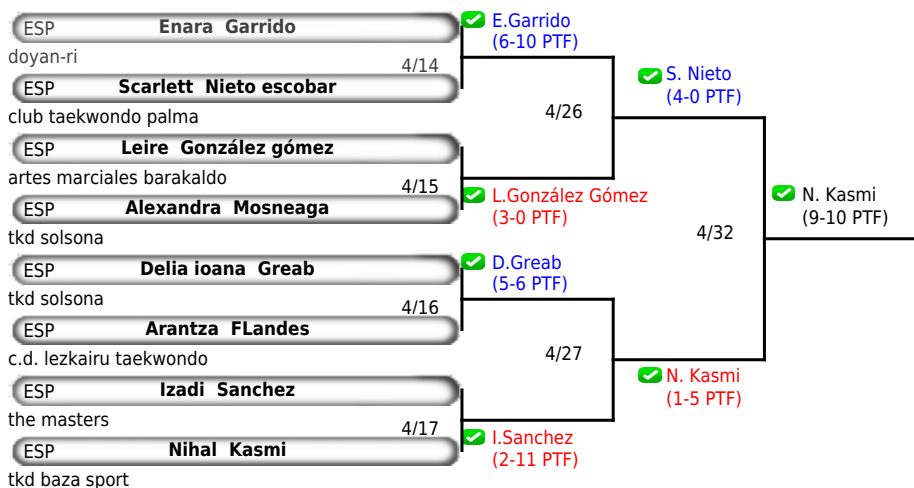 ESP Enara Garrido
doyan-ri
4/14
ESP Scarlett Nieto escobar
club taekwondo palma
ESP Leire González gómez
artes marciales barakaldo
4/15
ESP Alexandra Mosneaga
tkd solsona
ESP Delia ioana Greab
tkd solsona
4/16
ESP Arantza FLandes
c.d. lezkairu taekwondo
ESP Izadi Sanchez
the masters
4/17
ESP Nihal Kasmi
tkd baza sport
E.Garrido
(6-10 PTF)
4/26
L.González Gómez
(3-0 PTF)
D.Greab
(5-6 PTF)
4/27
I.Sanchez
(2-11 PTF)
S. Nieto
(4-0 PTF)
4/32
N. Kasmi
(1-5 PTF)
N. Kasmi
(9-10 PTF)